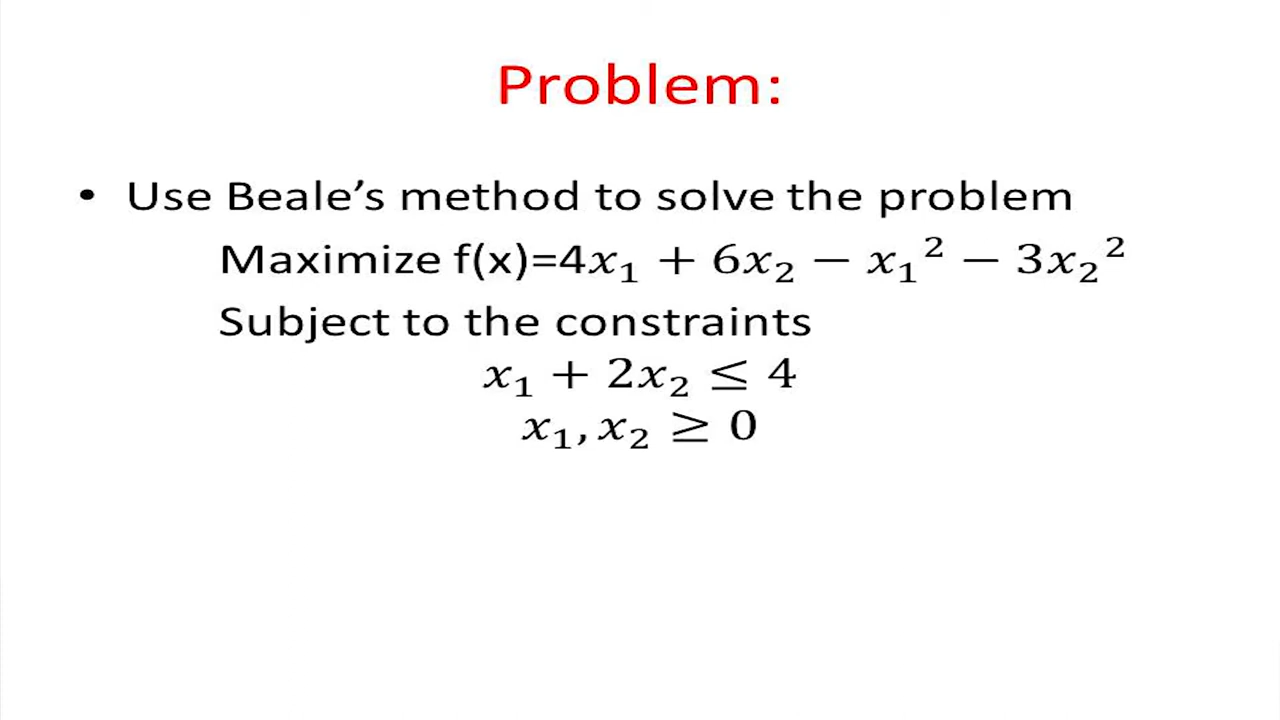 Problem:
• Use Beale’s method to solve the problem
Maximize f(x)=4x₁ + 6x₂ − x₁² − 3x₂²
Subject to the constraints
x₁ + 2x₂ ≤ 4
x₁, x₂ ≥ 0